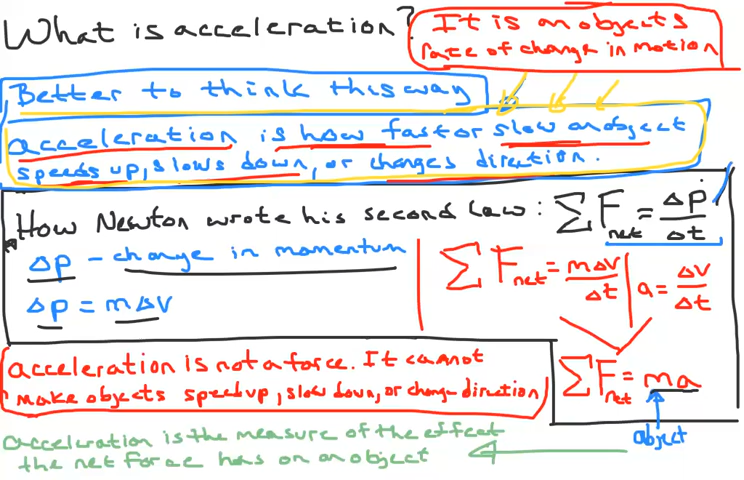 What is acceleration?
It is an objects
rate of change in motion
Better to think this way
acceleration is how fast or slow an object
speeds up, slows down, or changes direction.
How Newton wrote his second Law: ΣF_net = Δp/Δt
Δp - change in momentum
Δp = mΔv
ΣF_net = mΔv/Δt | a = Δv/Δt
acceleration is not a force. It cannot
make objects speed up, slow down, or change direction
ΣF_net = ma
object
acceleration is the measure of the effect
the net force has on an object